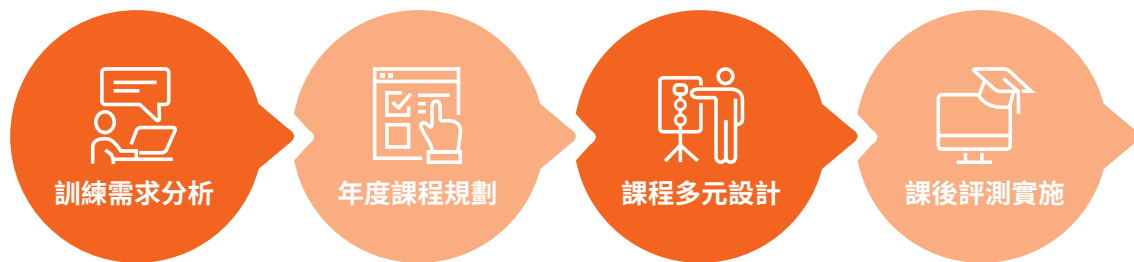 訓練需求分析
年度課程規劃
課程多元設計
課後評測實施